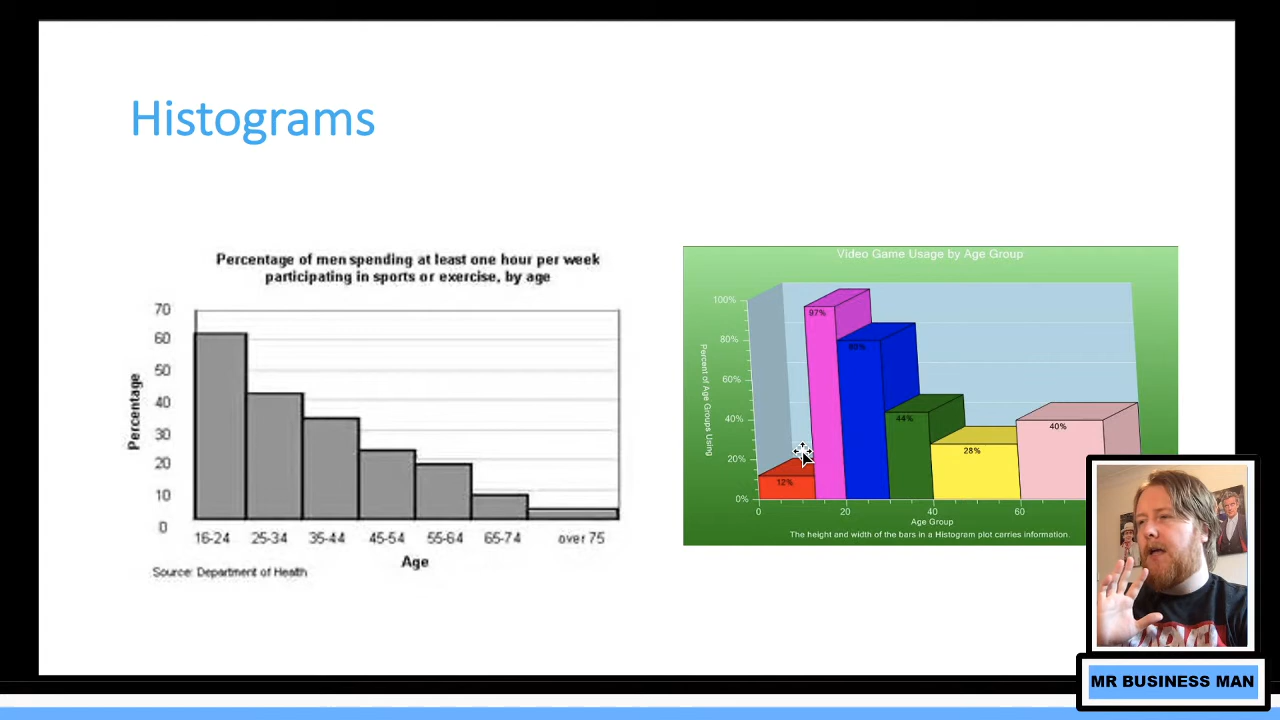 Histograms
Percentage of men spending at least one hour per week
participating in sports or exercise, by age
70
60
50
40
30
20
10
0
Percentage
16-24 25-34 35-44 45-54 55-64 65-74 over 75
Age
Source: Department of Health
Video Game Usage by Age Group
100%
80%
60%
40%
20%
0%
Percent of Age Groups Using
97%
80%
44%
40%
28%
12%
0 20 40 60
Age Group
The height and width of the bars in a Histogram plot carries information.
MR BUSINESS MAN